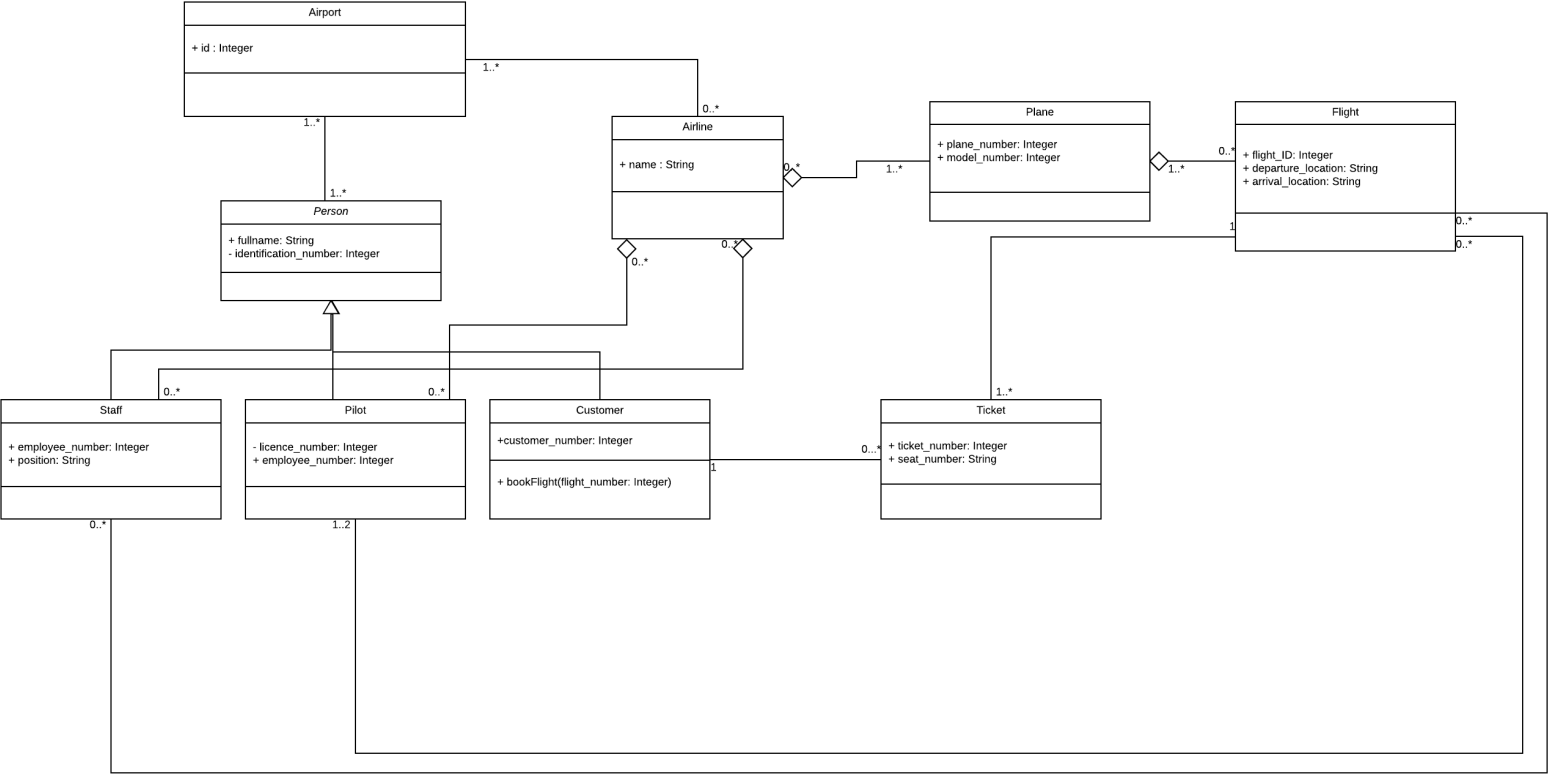 Airport
+ id : Integer
1..*
0..*
1..*
1..*
Airline
+ name : String
0..*
0..*
0..*
Plane
+ plane_number: Integer
+ model_number: Integer
1..*
1..*
Flight
+ flight_ID: Integer
+ departure_location: String
+ arrival_location: String
0..*
1
0..*
0..*
Person
+ fullname: String
- identification_number: Integer
0..*
0..*
1..*
Staff
+ employee_number: Integer
+ position: String
0..*
Pilot
- licence_number: Integer
+ employee_number: Integer
1..2
Customer
+customer_number: Integer
+ bookFlight(flight_number: Integer)
1
0...*
Ticket
+ ticket_number: Integer
+ seat_number: String